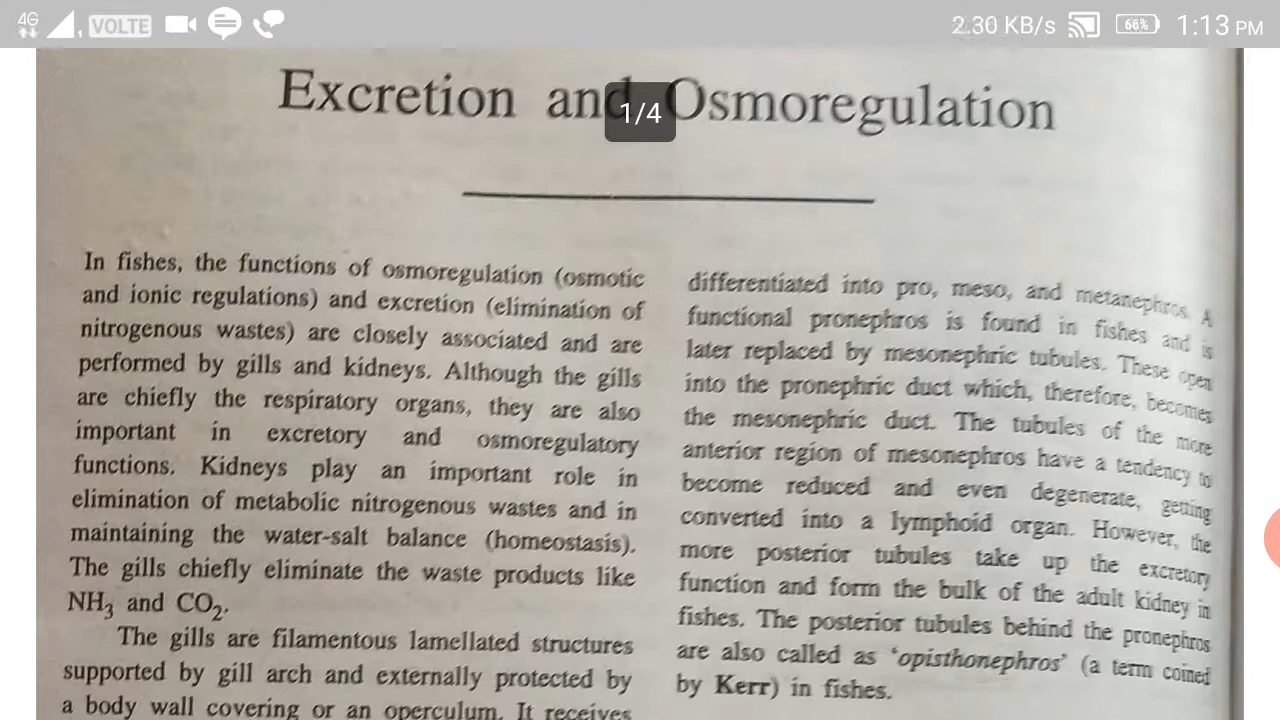 4G VOLTE 2.30 KB/s 66% 1:13 PM
Excretion and Osmoregulation
1/4
In fishes, the functions of osmoregulation (osmotic
and ionic regulations) and excretion (elimination of
nitrogenous wastes) are closely associated and are
performed by gills and kidneys. Although the gills
are chiefly the respiratory organs, they are also
important in excretory and osmoregulatory
functions. Kidneys play an important role in
elimination of metabolic nitrogenous wastes and in
maintaining the water-salt balance (homeostasis).
The gills chiefly eliminate the waste products like
NH₃ and CO₂.
The gills are filamentous lamellated structures
supported by gill arch and externally protected by
a body wall covering or an operculum. It receives
differentiated into pro, meso, and metanephros. A
functional pronephros is found in fishes and is
later replaced by mesonephric tubules. These open
into the pronephric duct which, therefore, becomes
the mesonephric duct. The tubules of the more
anterior region of mesonephros have a tendency to
become reduced and even degenerate, getting
converted into a lymphoid organ. However, the
more posterior tubules take up the excretory
function and form the bulk of the adult kidney in
fishes. The posterior tubules behind the pronephros
are also called as ‘opisthonephros’ (a term coined
by Kerr) in fishes.